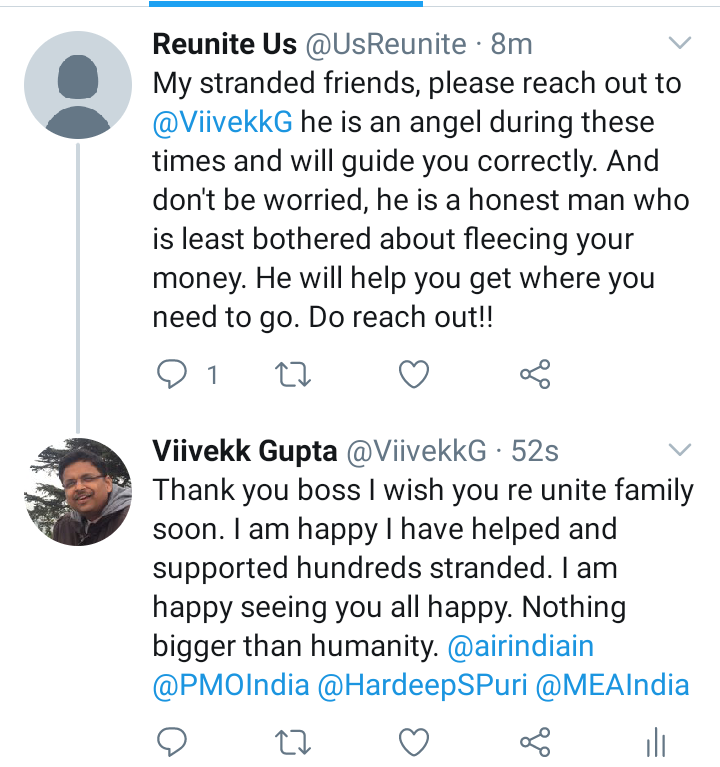 Reunite Us @UsReunite · 8m
My stranded friends, please reach out to
@ViivekkG he is an angel during these
times and will guide you correctly. And
don't be worried, he is a honest man who
is least bothered about fleecing your
money. He will help you get where you
need to go. Do reach out!!
1
Viivekk Gupta @ViivekkG · 52s
Thank you boss I wish you re unite family
soon. I am happy I have helped and
supported hundreds stranded. I am
happy seeing you all happy. Nothing
bigger than humanity. @airindiain
@PMOIndia @HardeepSPuri @MEAIndia